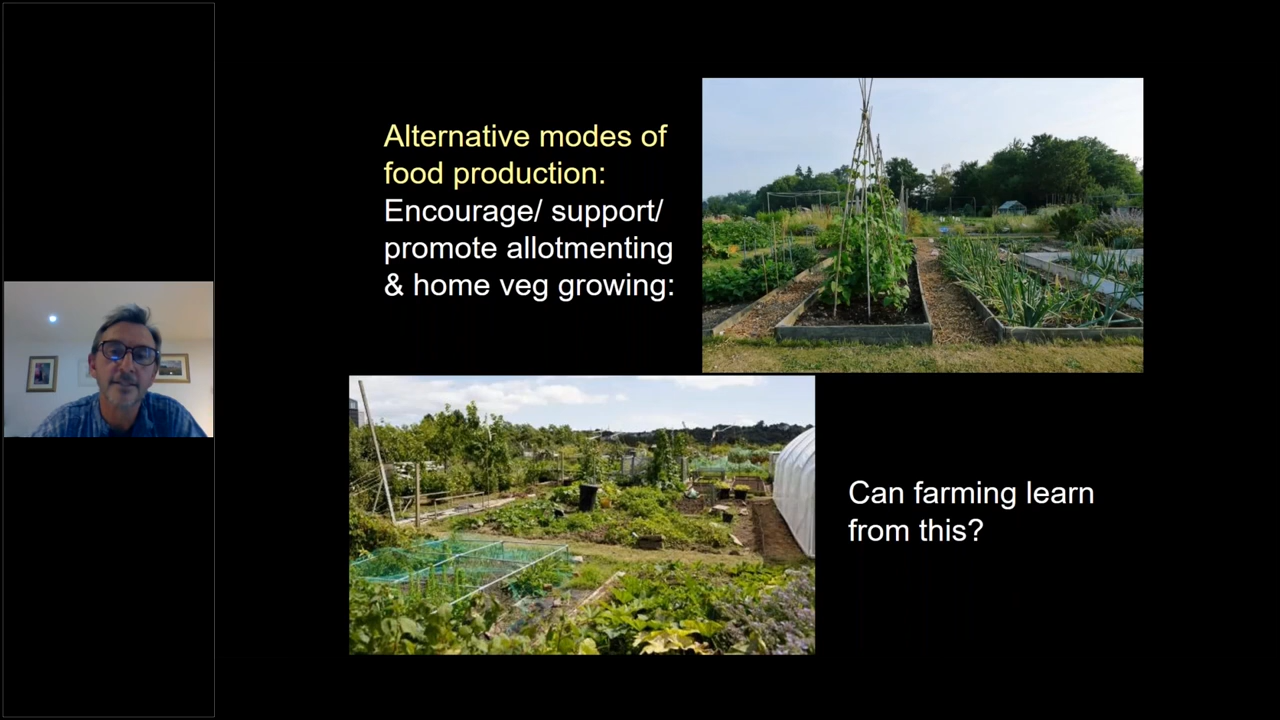 Alternative modes of
food production:
Encourage/ support/
promote allotmenting
& home veg growing:
Can farming learn
from this?